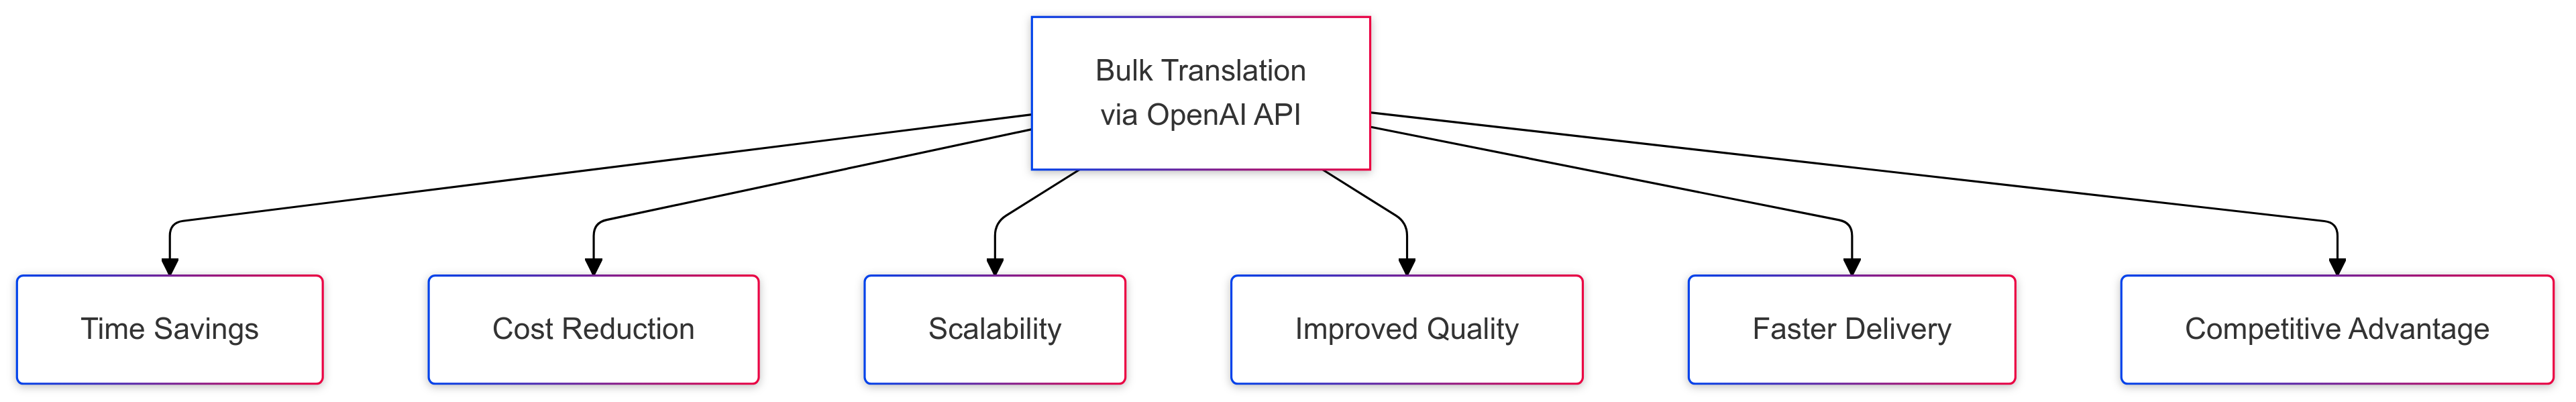 Bulk Translation
via OpenAI API
Time Savings
Cost Reduction
Scalability
Improved Quality
Faster Delivery
Competitive Advantage